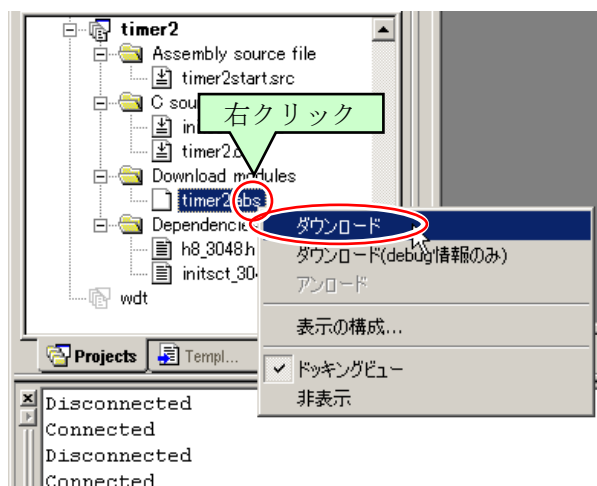 timer2
Assembly source file
timer2start.src
C sou
右クリック
in
timer2.
Download modules
timer2.abs
Dependencies
h8_3048.h
initsct_30
wdt
ダウンロード
ダウンロード(debug情報のみ)
アンロード
表示の構成...
ドッキングビュー
非表示
Projects
Templ...
Disconnected
Connected
Disconnected
Connected